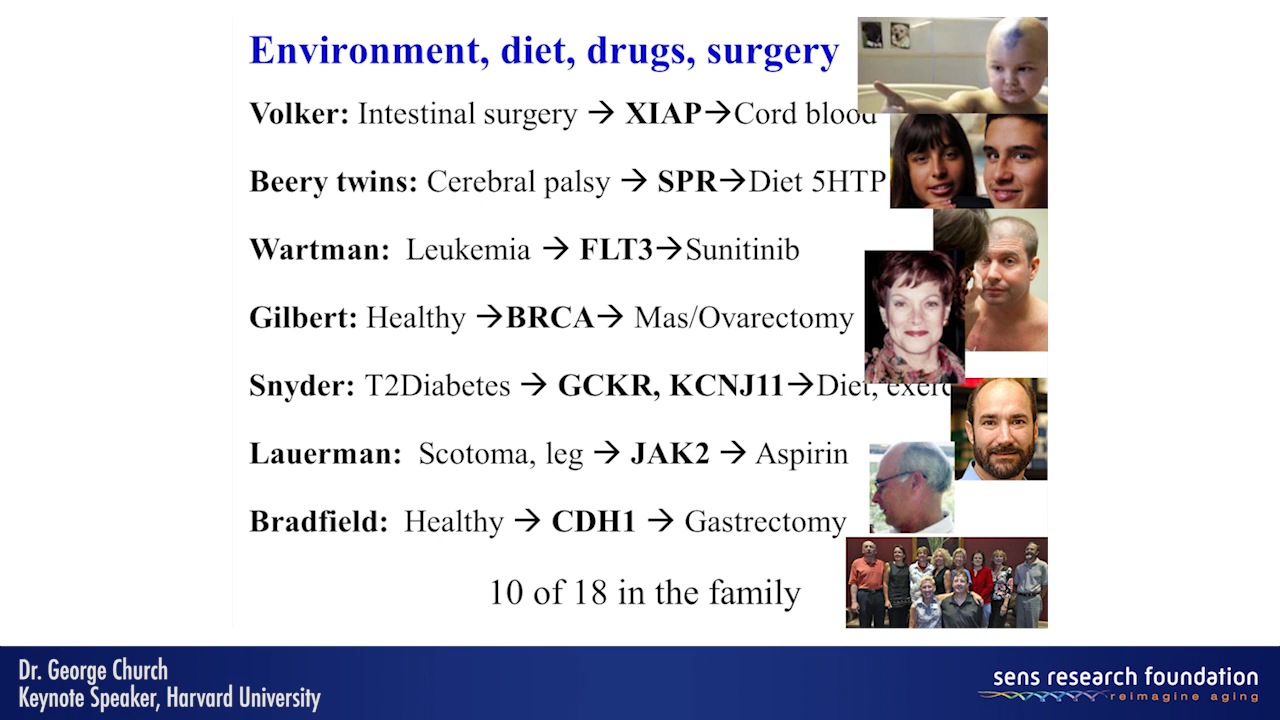 Environment, diet, drugs, surgery
Volker: Intestinal surgery → XIAP→Cord blood
Beery twins: Cerebral palsy → SPR→Diet 5HTP
Wartman: Leukemia → FLT3→Sunitinib
Gilbert: Healthy →BRCA→ Mas/Ovarectomy
Snyder: T2Diabetes → GCKR, KCNJ11→Diet, exerc
Lauerman: Scotoma, leg → JAK2 → Aspirin
Bradfield: Healthy → CDH1 → Gastrectomy
10 of 18 in the family
Dr. George Church
Keynote Speaker, Harvard University
sens research foundation
reimagine aging